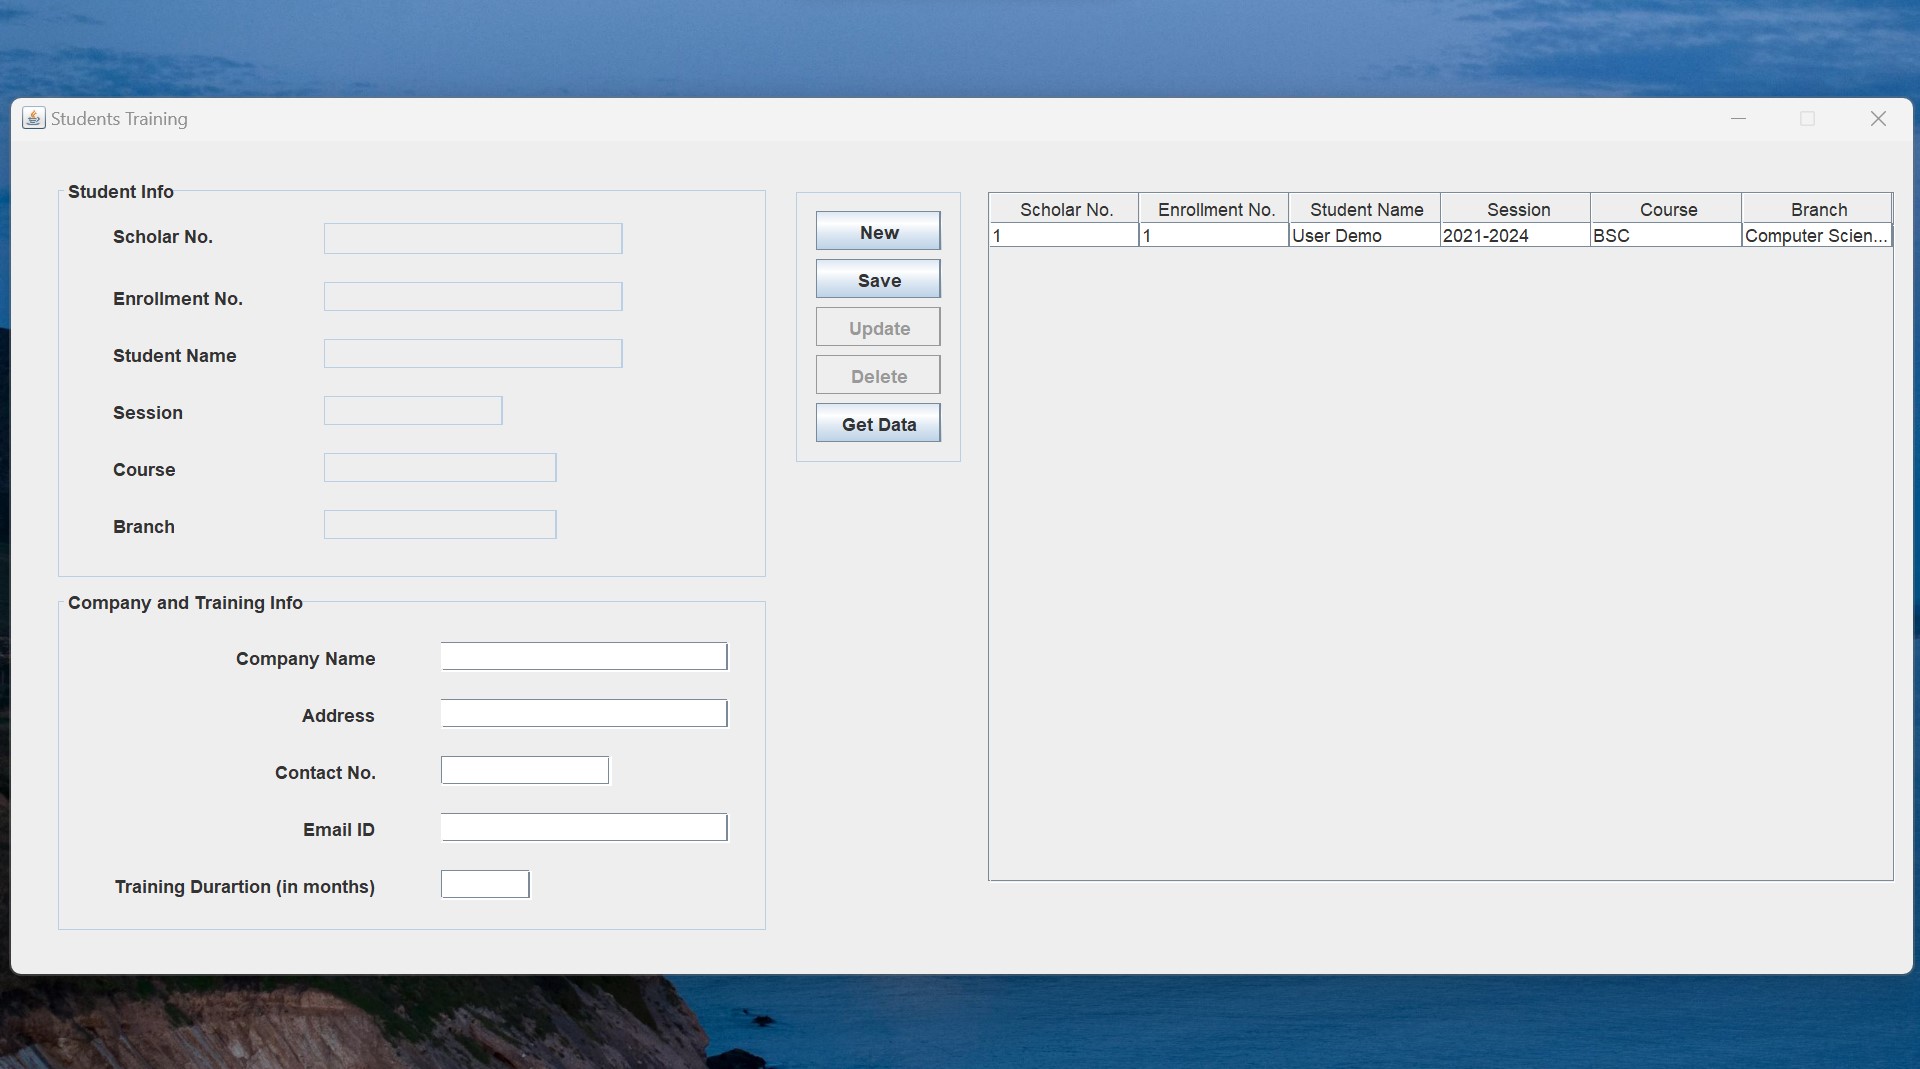 Students Training
Student Info
Scholar No.
Enrollment No.
Student Name
Session
Course
Branch
Company and Training Info
Company Name
Address
Contact No.
Email ID
Training Durartion (in months)
New
Save
Update
Delete
Get Data
Scholar No. Enrollment No. Student Name Session Course Branch
1 1 User Demo 2021-2024 BSC Computer Scien...